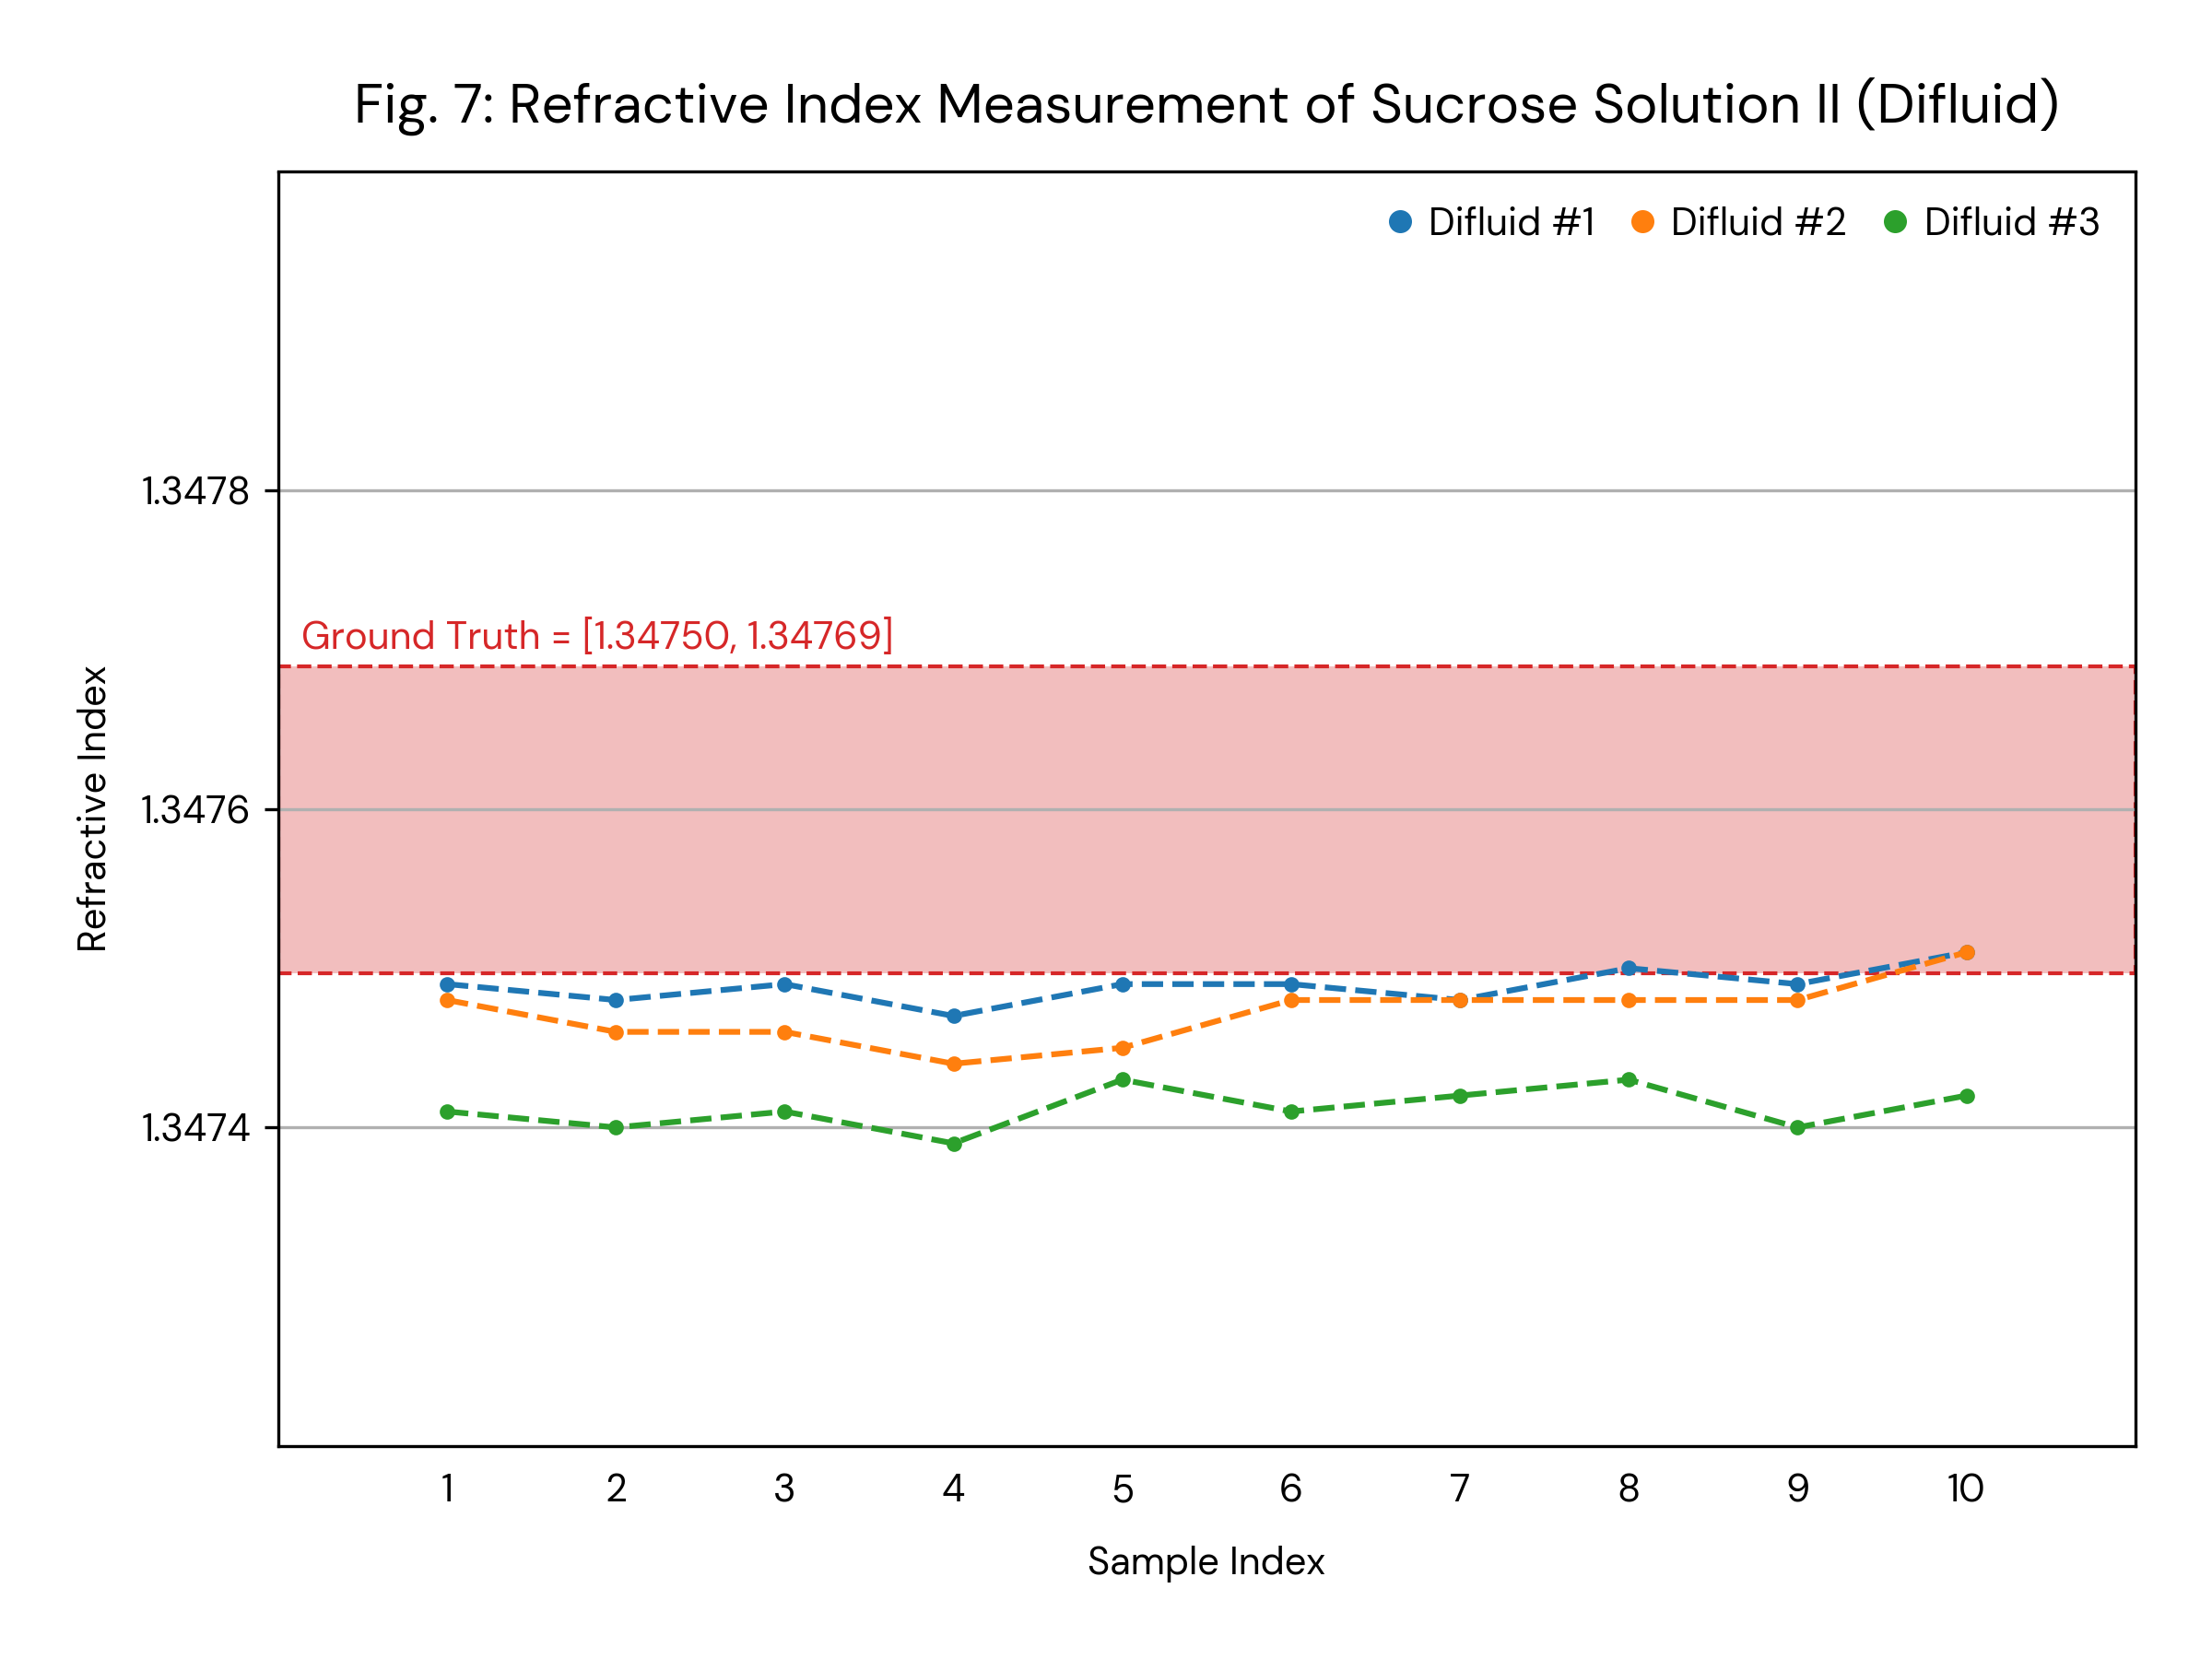 Fig. 7: Refractive Index Measurement of Sucrose Solution II (Difluid)
Difluid #1 Difluid #2 Difluid #3
1.3478
Ground Truth = [1.34750, 1.34769]
1.3476
Refractive Index
1.3474
1 2 3 4 5 6 7 8 9 10
Sample Index